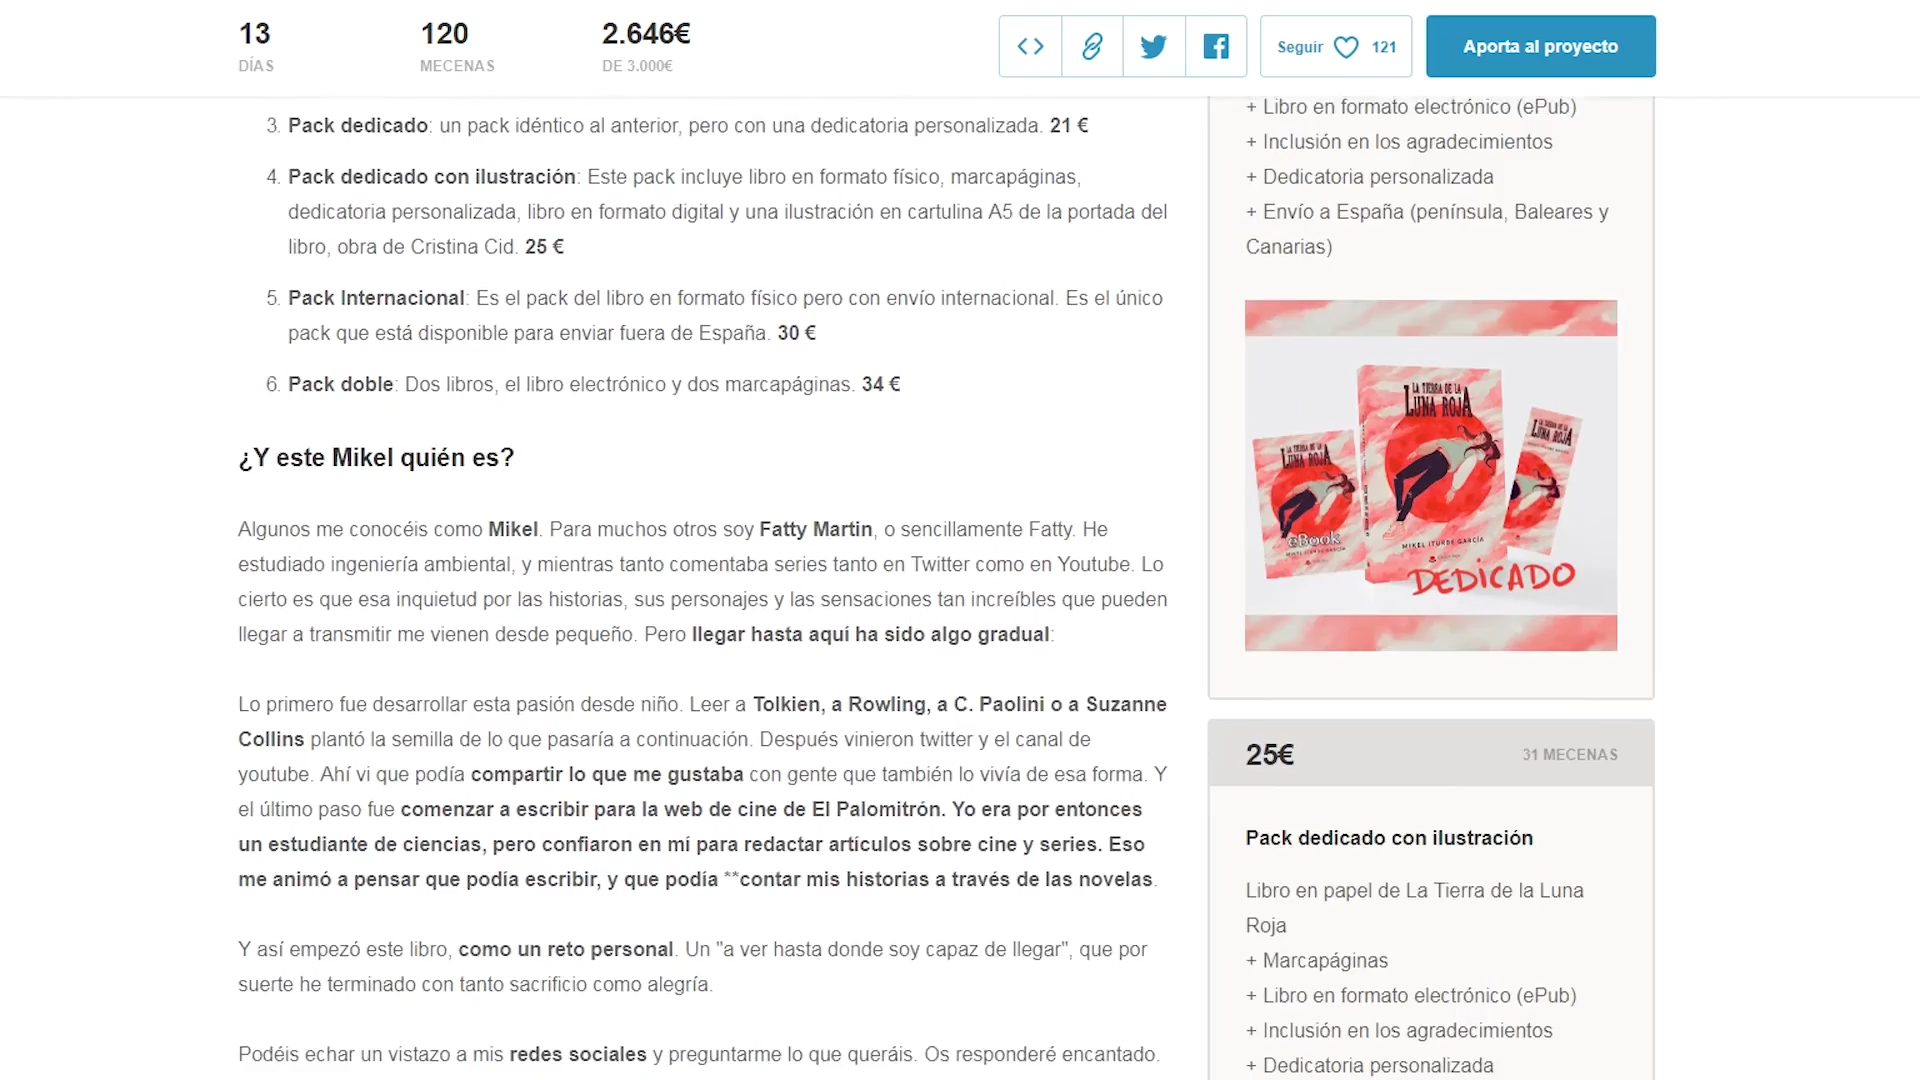 13
DÍAS
120
MECENAS
2.646€
DE 3.000€
Seguir 121
Aporta al proyecto
3. Pack dedicado: un pack idéntico al anterior, pero con una dedicatoria personalizada. 21 €
4. Pack dedicado con ilustración: Este pack incluye libro en formato físico, marcapáginas,
dedicatoria personalizada, libro en formato digital y una ilustración en cartulina A5 de la portada del
libro, obra de Cristina Cid. 25 €
5. Pack Internacional: Es el pack del libro en formato físico pero con envío internacional. Es el único
pack que está disponible para enviar fuera de España. 30 €
6. Pack doble: Dos libros, el libro electrónico y dos marcapáginas. 34 €
¿Y este Mikel quién es?
Algunos me conocéis como Mikel. Para muchos otros soy Fatty Martin, o sencillamente Fatty. He
estudiado ingeniería ambiental, y mientras tanto comentaba series tanto en Twitter como en Youtube. Lo
cierto es que esa inquietud por las historias, sus personajes y las sensaciones tan increíbles que pueden
llegar a transmitir me vienen desde pequeño. Pero llegar hasta aquí ha sido algo gradual:
Lo primero fue desarrollar esta pasión desde niño. Leer a Tolkien, a Rowling, a C. Paolini o a Suzanne
Collins plantó la semilla de lo que pasaría a continuación. Después vinieron twitter y el canal de
youtube. Ahí vi que podía compartir lo que me gustaba con gente que también lo vivía de esa forma. Y
el último paso fue comenzar a escribir para la web de cine de El Palomitrón. Yo era por entonces
un estudiante de ciencias, pero confiaron en mí para redactar artículos sobre cine y series. Eso
me animó a pensar que podía escribir, y que podía **contar mis historias a través de las novelas.
Y así empezó este libro, como un reto personal. Un "a ver hasta donde soy capaz de llegar", que por
suerte he terminado con tanto sacrificio como alegría.
Podéis echar un vistazo a mis redes sociales y preguntarme lo que queráis. Os responderé encantado.
+ Libro en formato electrónico (ePub)
+ Inclusión en los agradecimientos
+ Dedicatoria personalizada
+ Envío a España (península, Baleares y
Canarias)
LA TIERRA DE LA
LUNA ROJA
eBook
MIKEL ITURBE GARCÍA
LA TIERRA DE LA
LUNA ROJA
MIKEL ITURBE GARCÍA
LA TIERRA DE LA
LUNA ROJA
DEDICADO
25€
31 MECENAS
Pack dedicado con ilustración
Libro en papel de La Tierra de la Luna
Roja
+ Marcapáginas
+ Libro en formato electrónico (ePub)
+ Inclusión en los agradecimientos
+ Dedicatoria personalizada